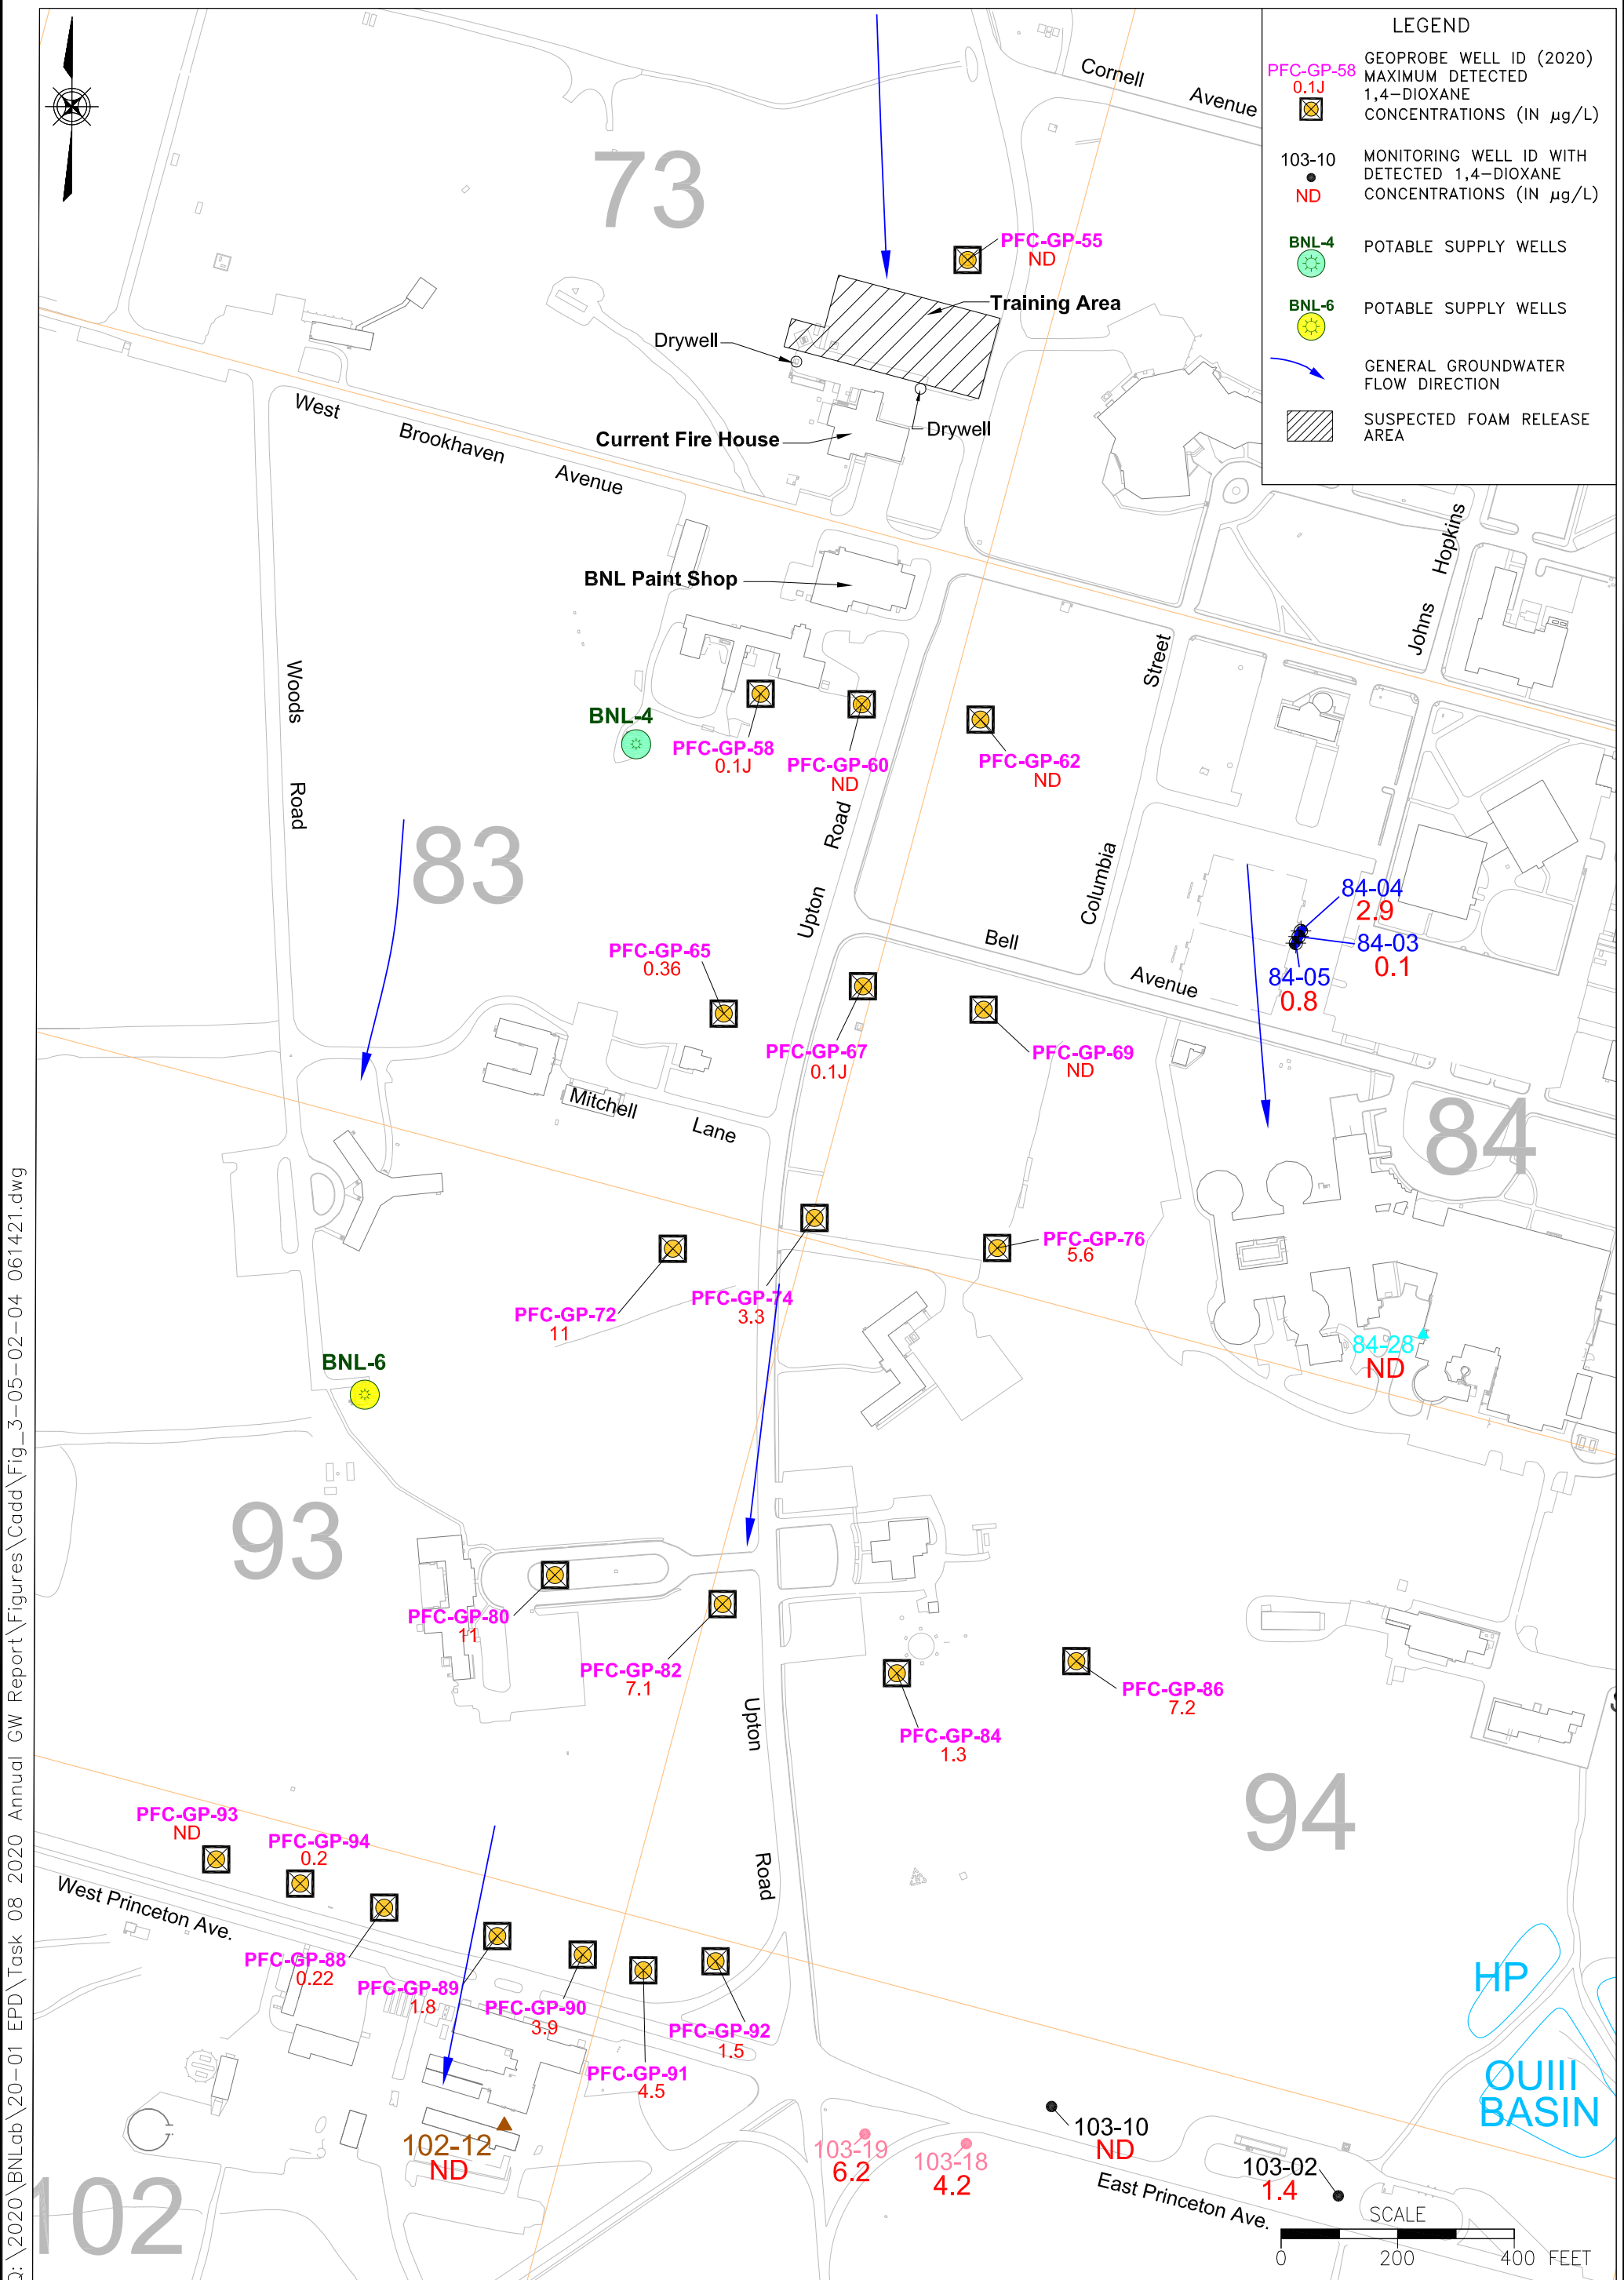 LEGEND
PFC-GP-58
0.1J
GEOPROBE WELL ID (2020)
MAXIMUM DETECTED
1,4-DIOXANE
CONCENTRATIONS (IN µg/L)
103-10
ND
MONITORING WELL ID WITH
DETECTED 1,4-DIOXANE
CONCENTRATIONS (IN µg/L)
BNL-4
POTABLE SUPPLY WELLS
BNL-6
POTABLE SUPPLY WELLS
GENERAL GROUNDWATER
FLOW DIRECTION
SUSPECTED FOAM RELEASE
AREA
Cornell Avenue
73
PFC-GP-55
ND
Training Area
Drywell
Drywell
Current Fire House
West Brookhaven Avenue
Johns Hopkins
BNL Paint Shop
Woods Road
Columbia Street
BNL-4
PFC-GP-58
0.1J
PFC-GP-60
ND
PFC-GP-62
ND
Upton Road
83
84-04
2.9
84-03
0.1
84-05
0.8
Bell Avenue
PFC-GP-65
0.36
PFC-GP-67
0.1J
PFC-GP-69
ND
Mitchell Lane
84
PFC-GP-76
5.6
PFC-GP-74
3.3
PFC-GP-72
11
84-28
ND
BNL-6
93
PFC-GP-80
11
PFC-GP-82
7.1
PFC-GP-86
7.2
PFC-GP-84
1.3
Upton Road
94
PFC-GP-93
ND
PFC-GP-94
0.2
West Princeton Ave.
PFC-GP-88
0.22
PFC-GP-89
1.8
PFC-GP-90
3.9
PFC-GP-91
4.5
PFC-GP-92
1.5
HP
OUIII
BASIN
102-12
ND
103-19
6.2
103-18
4.2
103-10
ND
103-02
1.4
East Princeton Ave.
102
SCALE
0 200 400 FEET
Q:\2020\BNLab\20-01 EPD\Task 08 2020 Annual GW Report\Figures\Cadd\Fig_3-05-02-04 061421.dwg